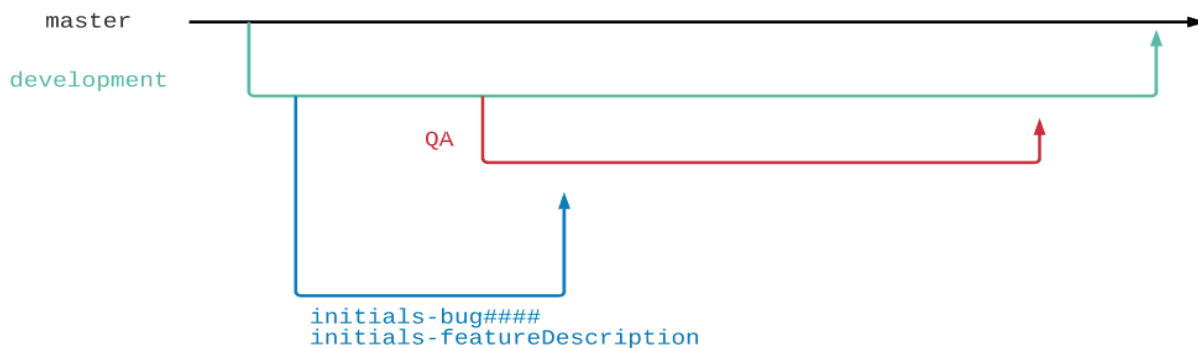 master
development
QA
initials-bug####
initials-featureDescription